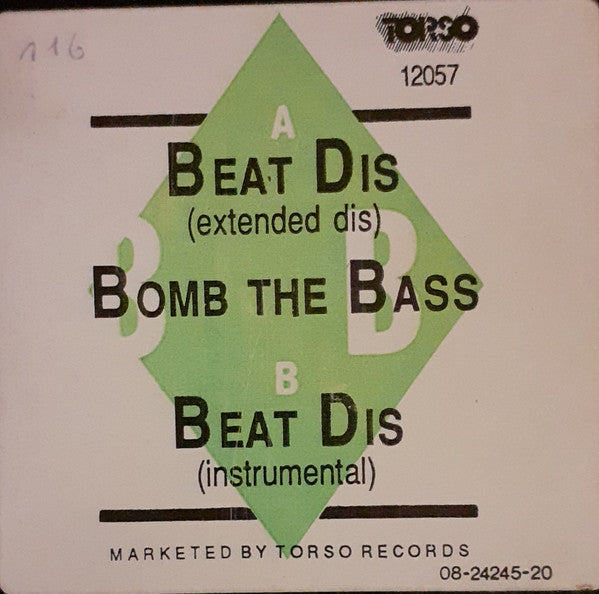 116
TORSO
12057
A
BEAT DIS
(extended dis)
B B
BOMB THE BASS
B
BEAT DIS
(instrumental)
MARKETED BY TORSO RECORDS
08-24245-20